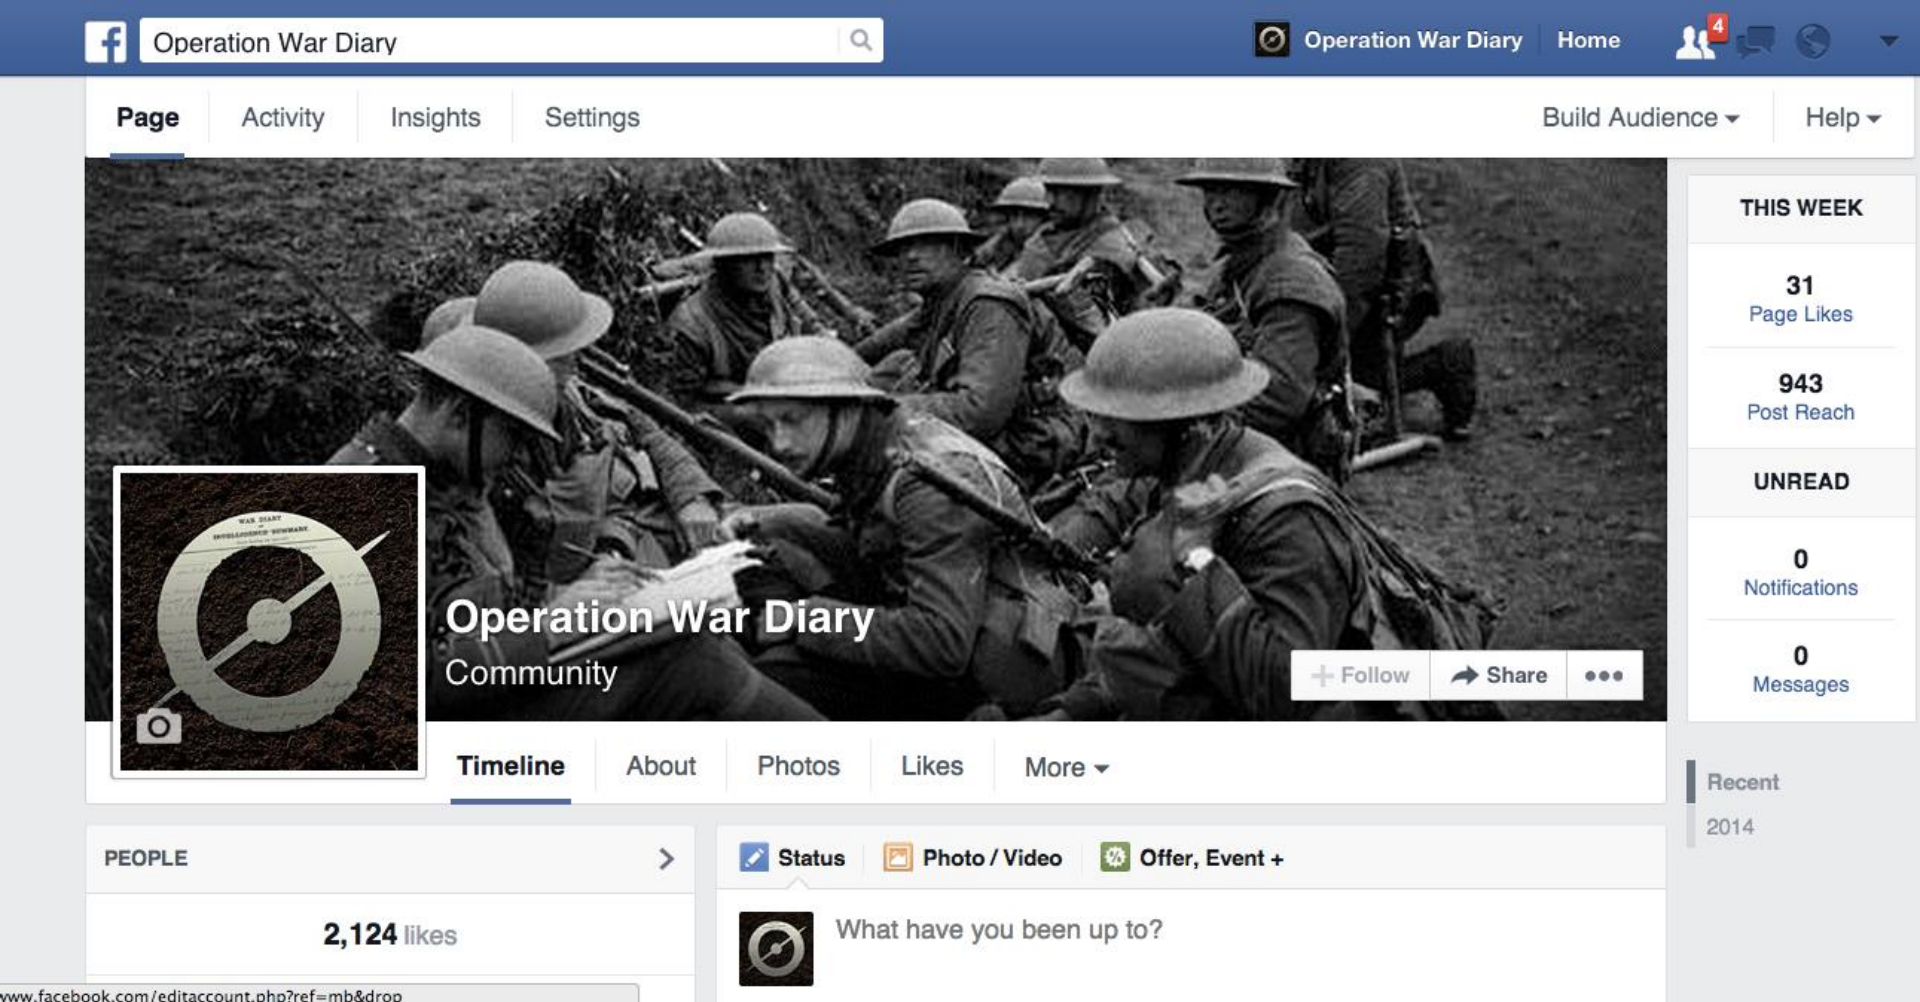 f Operation War Diary
Operation War Diary Home 4
Page Activity Insights Settings Build Audience Help
THIS WEEK
31
Page Likes
943
Post Reach
UNREAD
0
Notifications
0
Messages
WAR DIARY
INTELLIGENCE SUMMARY
Operation War Diary
Community
+ Follow Share •••
Timeline About Photos Likes More
Recent
2014
PEOPLE
2,124 likes
Status Photo / Video Offer, Event +
What have you been up to?
www.facebook.com/editaccount.php?ref=mb&drop